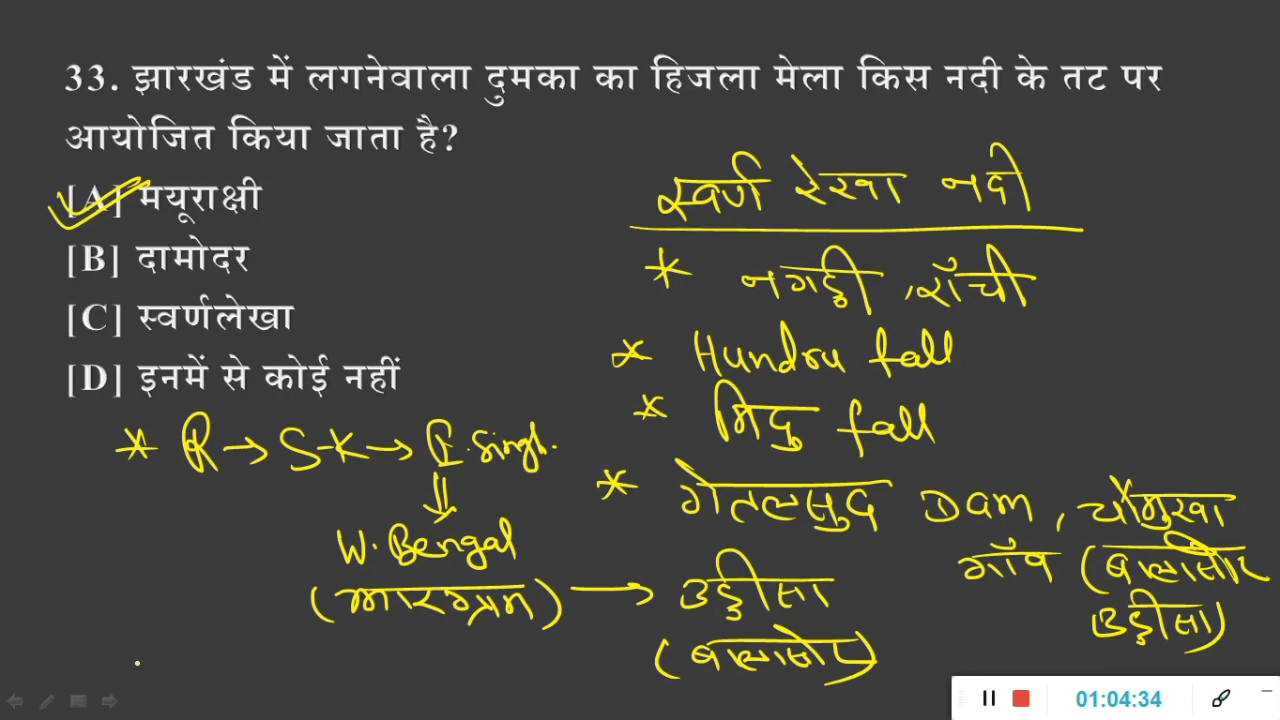 33. झारखंड में लगनेवाला दुमका का हिजला मेला किस नदी के तट पर
आयोजित किया जाता है?
[A] मयूराक्षी
[B] दामोदर
[C] स्वर्णलेखा
[D] इनमें से कोई नहीं
स्वर्ण रेखा नदी
* नगड़ी, राँची
* Hundru fall
* fall
* गेतलसुद Dam, चौमुखा
गाँव (बालासोर
उड़ीसा)
* R → S-K → E. Singh.
W. Bengal
(झारग्राम) → उड़ीसा
(बालासोर)
01:04:34